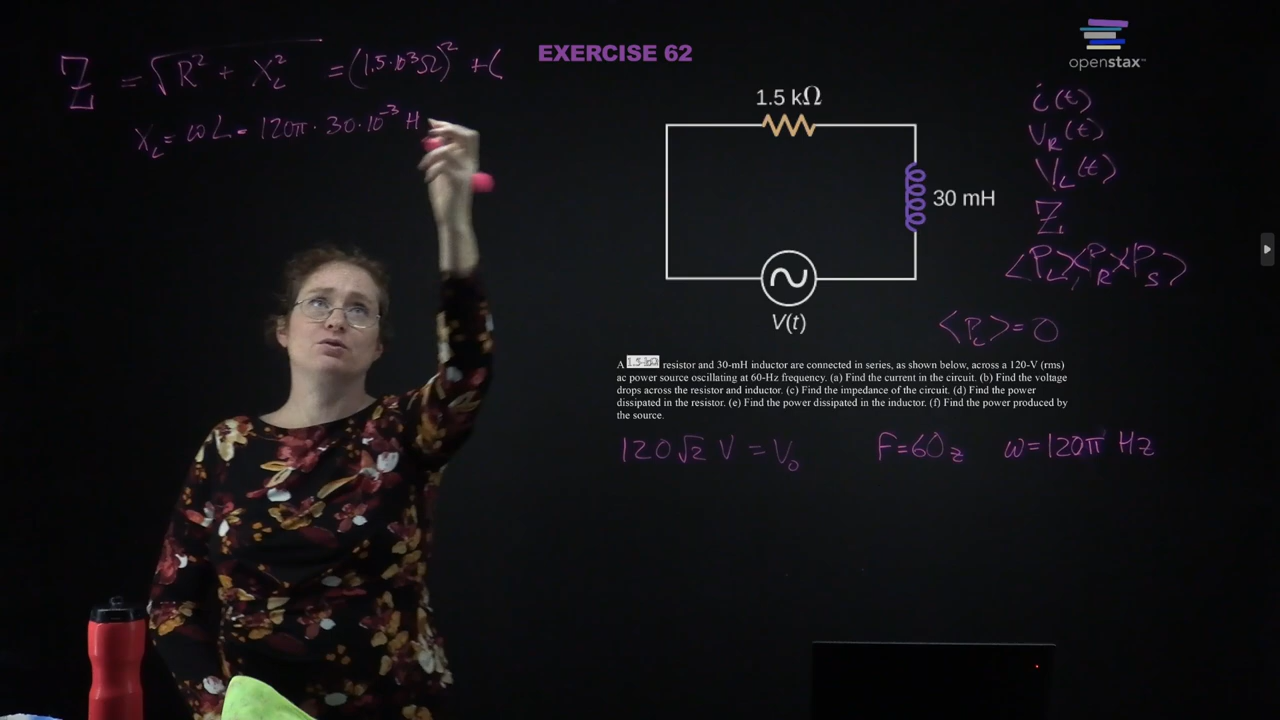 Z = √R² + X_L² = (1.5·10³Ω)² + (
X_L = ωL = 120π · 30·10⁻³ H
EXERCISE 62
openstax™
1.5 kΩ
30 mH
V(t)
i(t)
V_R(t)
V_L(t)
Z
<P_L><P_R><P_S>
<P_L>=0
A 1.5-kΩ resistor and 30-mH inductor are connected in series, as shown below, across a 120-V (rms)
ac power source oscillating at 60-Hz frequency. (a) Find the current in the circuit. (b) Find the voltage
drops across the resistor and inductor. (c) Find the impedance of the circuit. (d) Find the power
dissipated in the resistor. (e) Find the power dissipated in the inductor. (f) Find the power produced by
the source.
120√2 V = V₀ F=60z ω=120π Hz